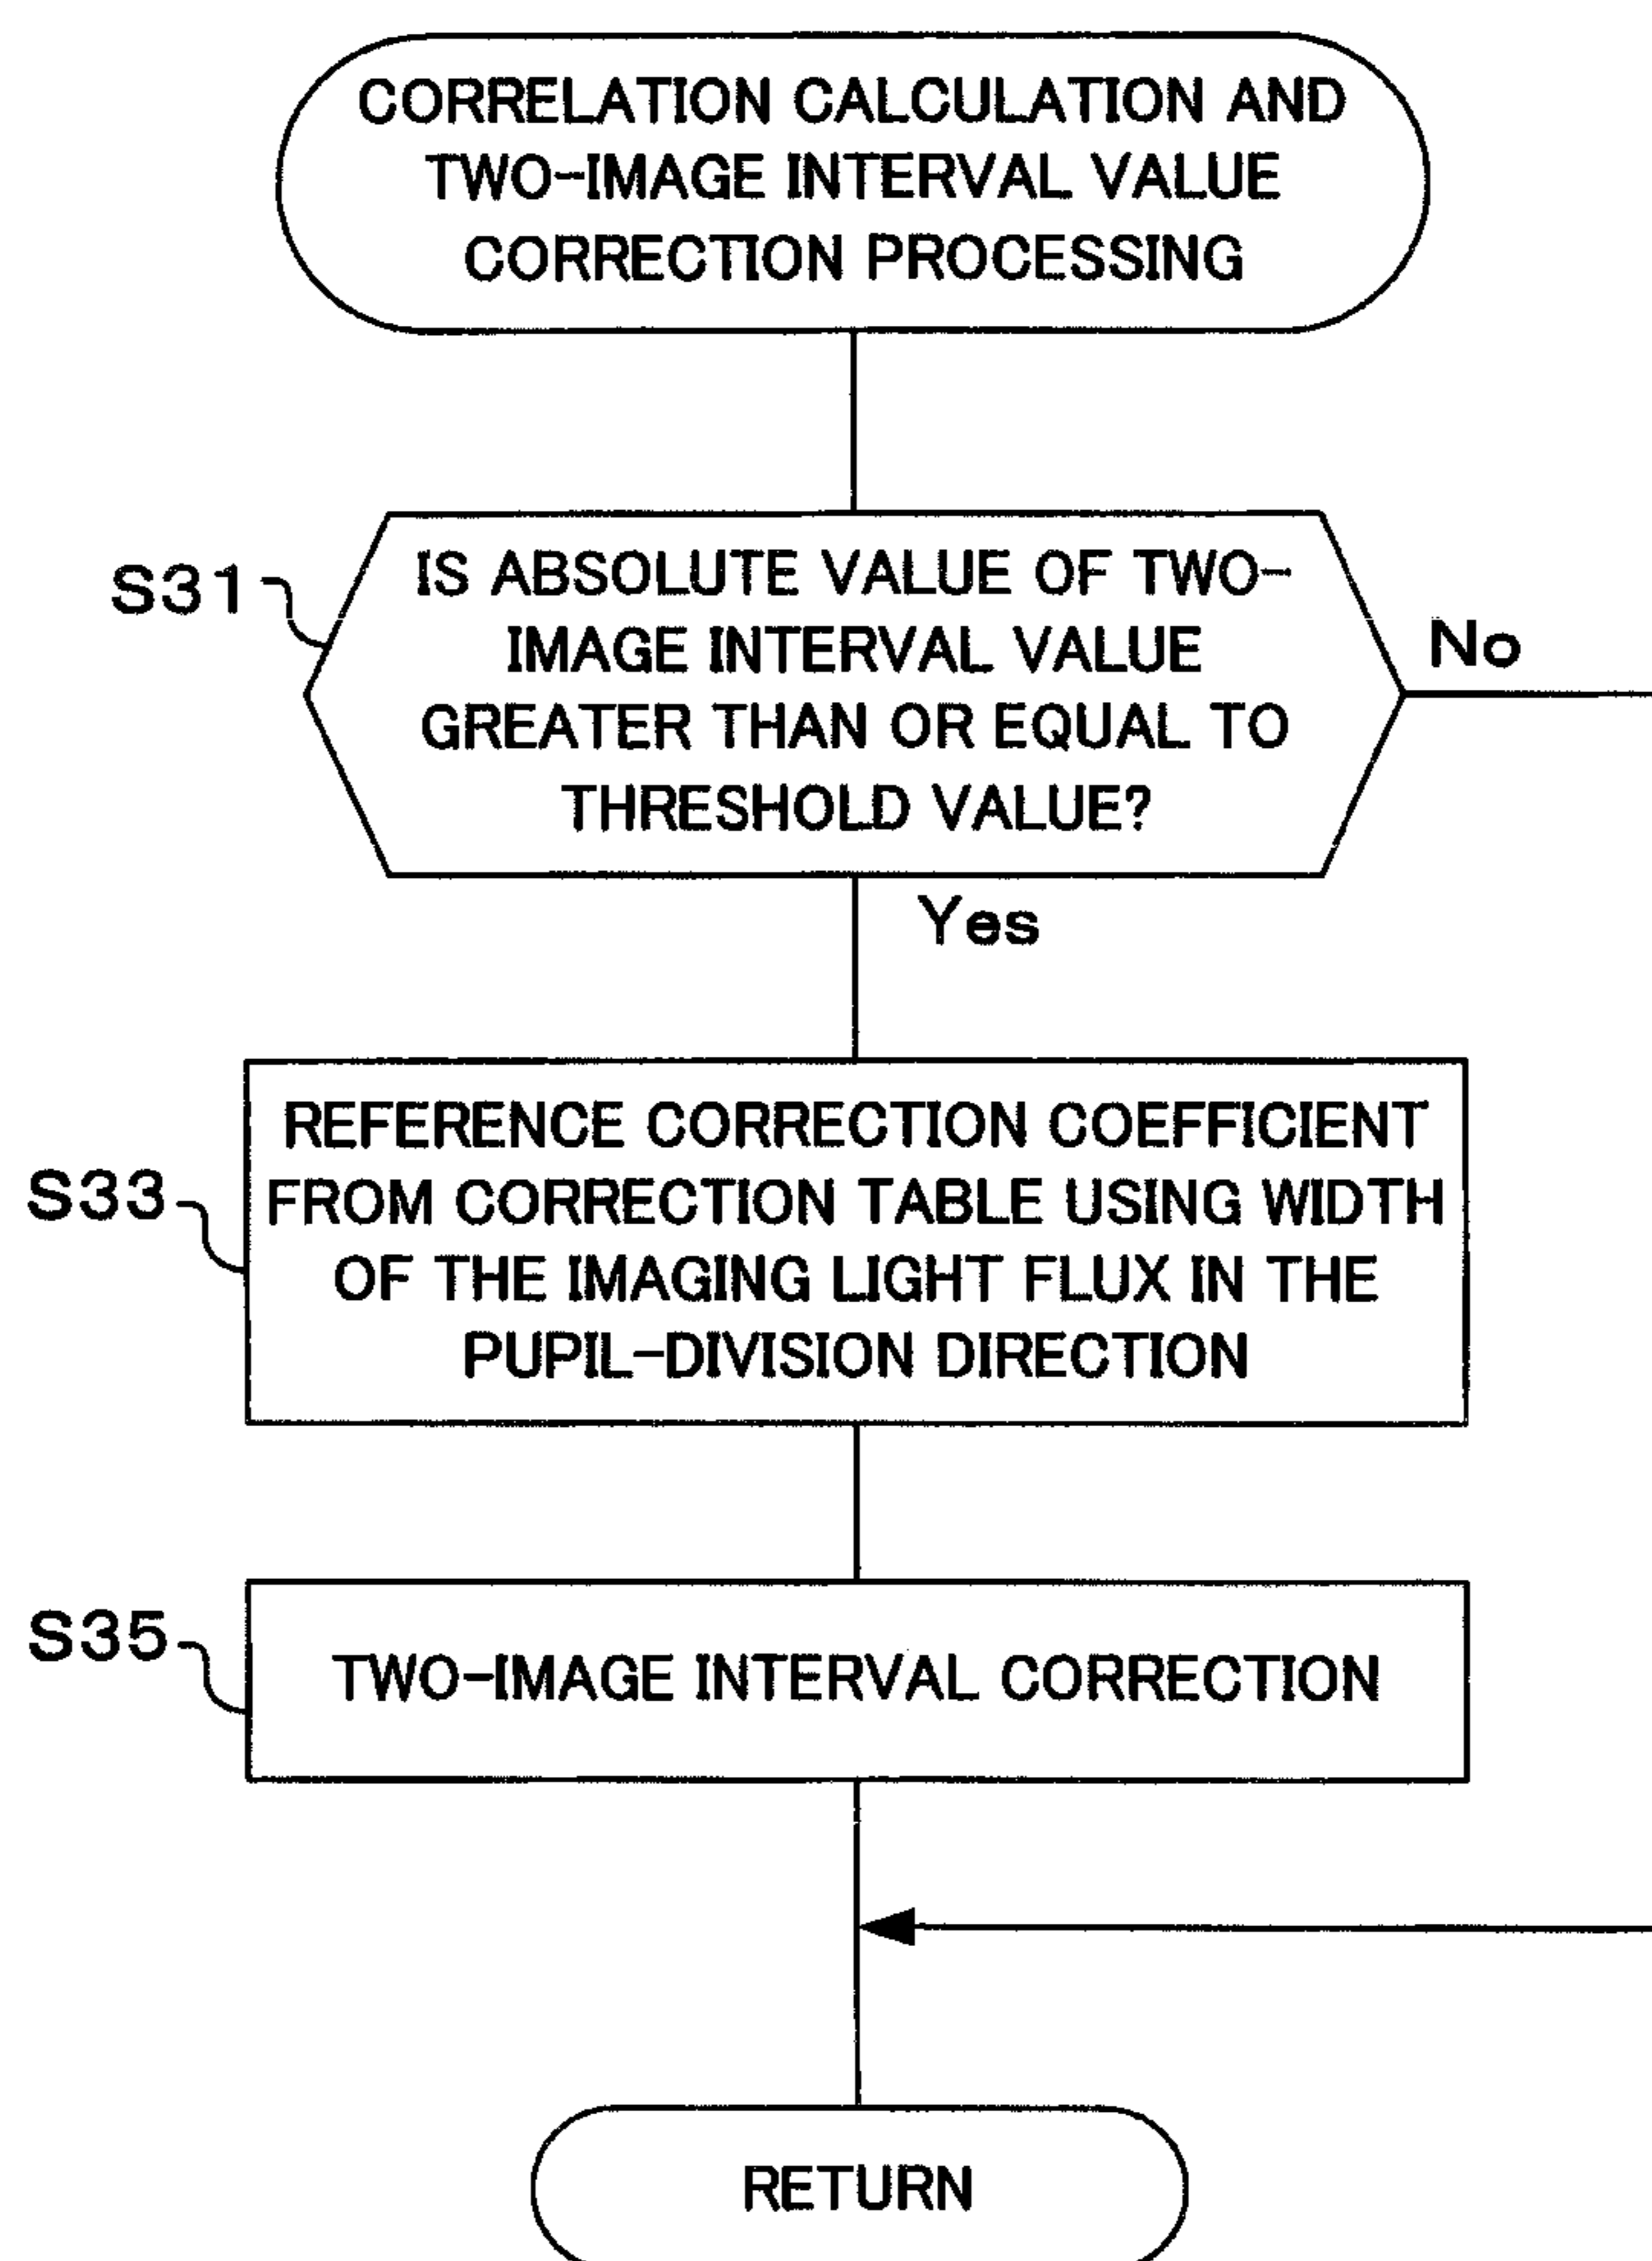 CORRELATION CALCULATION AND
TWO-IMAGE INTERVAL VALUE
CORRECTION PROCESSING
S31
IS ABSOLUTE VALUE OF TWO-
IMAGE INTERVAL VALUE
GREATER THAN OR EQUAL TO
THRESHOLD VALUE?
No
Yes
S33
REFERENCE CORRECTION COEFFICIENT
FROM CORRECTION TABLE USING WIDTH
OF THE IMAGING LIGHT FLUX IN THE
PUPIL-DIVISION DIRECTION
S35
TWO-IMAGE INTERVAL CORRECTION
RETURN